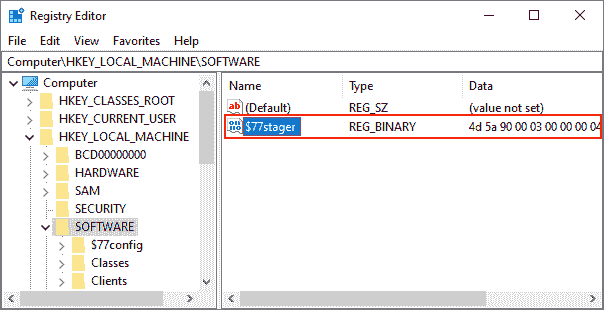 Registry Editor
File Edit View Favorites Help
Computer\HKEY_LOCAL_MACHINE\SOFTWARE
Computer
HKEY_CLASSES_ROOT
HKEY_CURRENT_USER
HKEY_LOCAL_MACHINE
BCD00000000
HARDWARE
SAM
SECURITY
SOFTWARE
$77config
Classes
Clients
Name Type Data
(Default) REG_SZ (value not set)
$77stager REG_BINARY 4d 5a 90 00 03 00 00 00 04